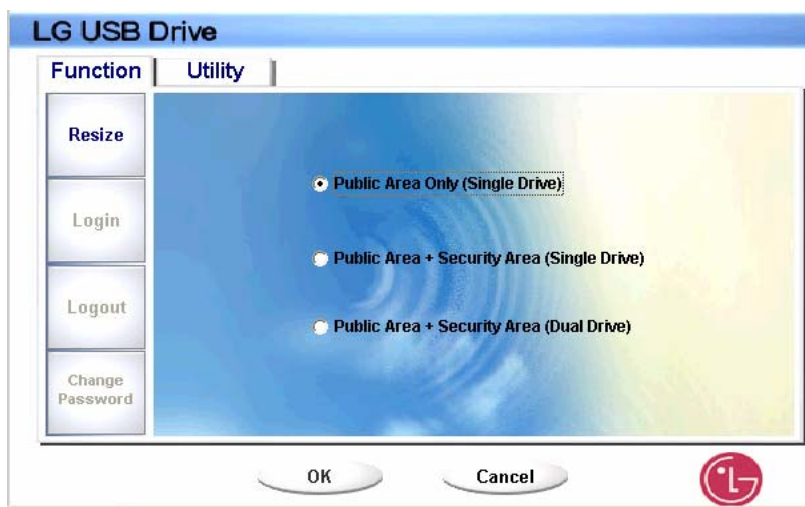 LG USB Drive
Function
Utility
Resize
Login
Logout
Change
Password
Public Area Only (Single Drive)
Public Area + Security Area (Single Drive)
Public Area + Security Area (Dual Drive)
OK
Cancel